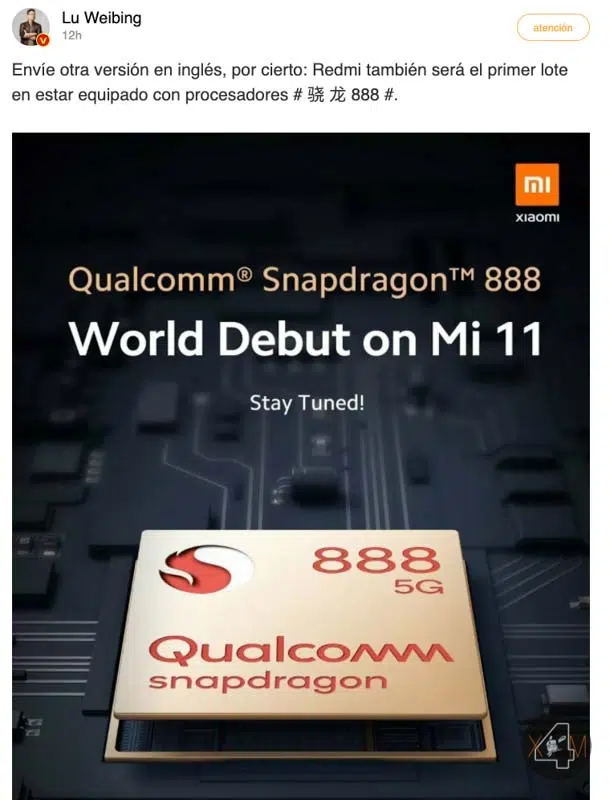 Lu Weibing
12h
atención
Envíe otra versión en inglés, por cierto: Redmi también será el primer lote
en estar equipado con procesadores # 骁 龙 888 #.
mi
xiaomi
Qualcomm® Snapdragon™ 888
World Debut on Mi 11
Stay Tuned!
888
5G
Qualcomm
snapdragon
X4M